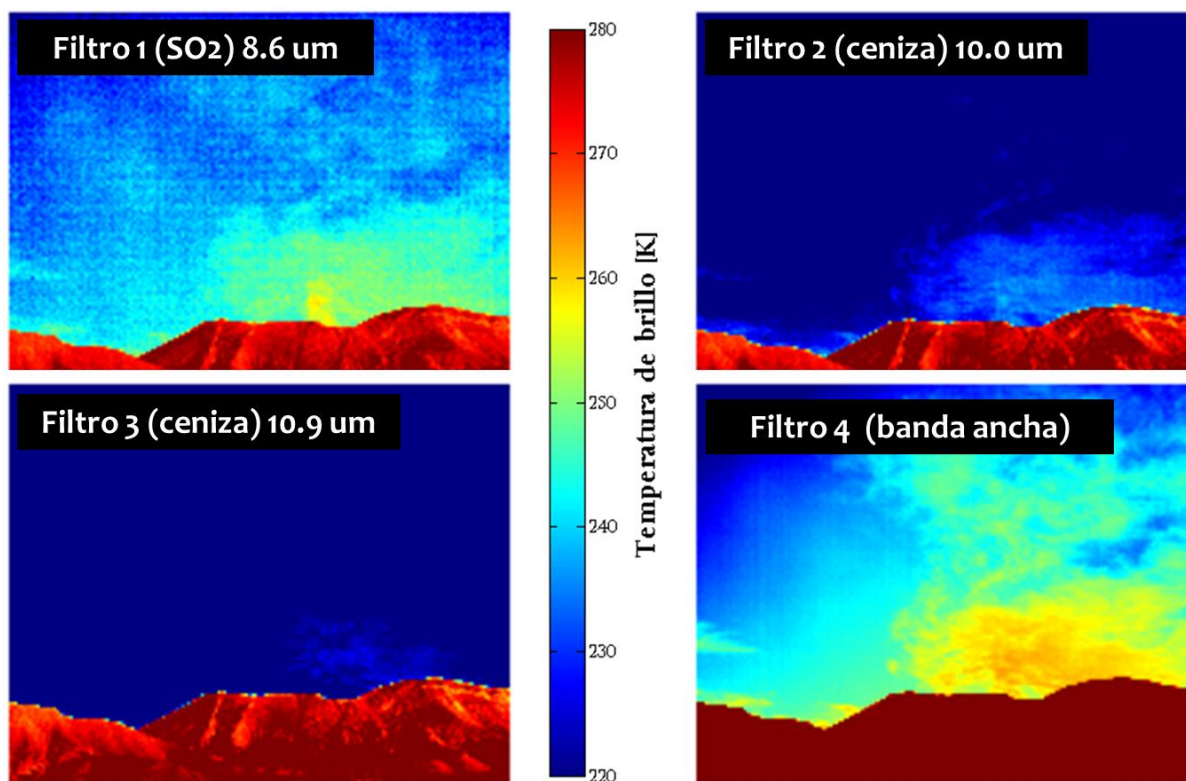 Filtro 1 (SO2) 8.6 um
Filtro 2 (ceniza) 10.0 um
280
270
260
250
240
230
220
Temperatura de brillo [K]
Filtro 3 (ceniza) 10.9 um
Filtro 4 (banda ancha)